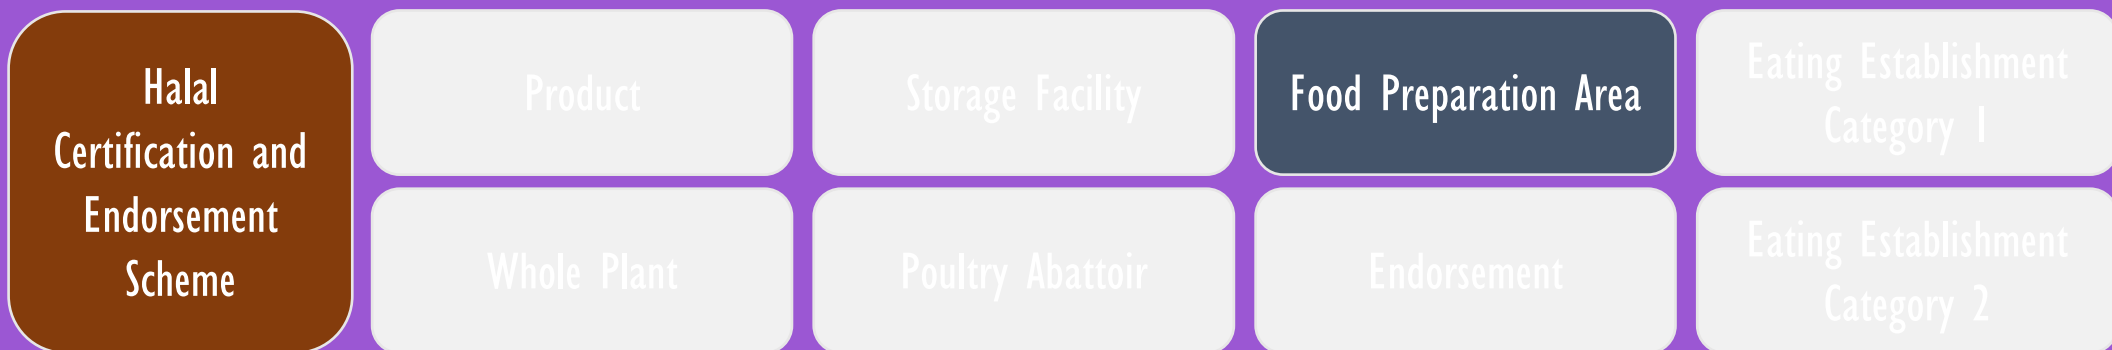 Halal
Certification and
Endorsement
Scheme
Product
Storage Facility
Food Preparation Area
Eating Establishment
Category 1
Whole Plant
Poultry Abattoir
Endorsement
Eating Establishment
Category 2